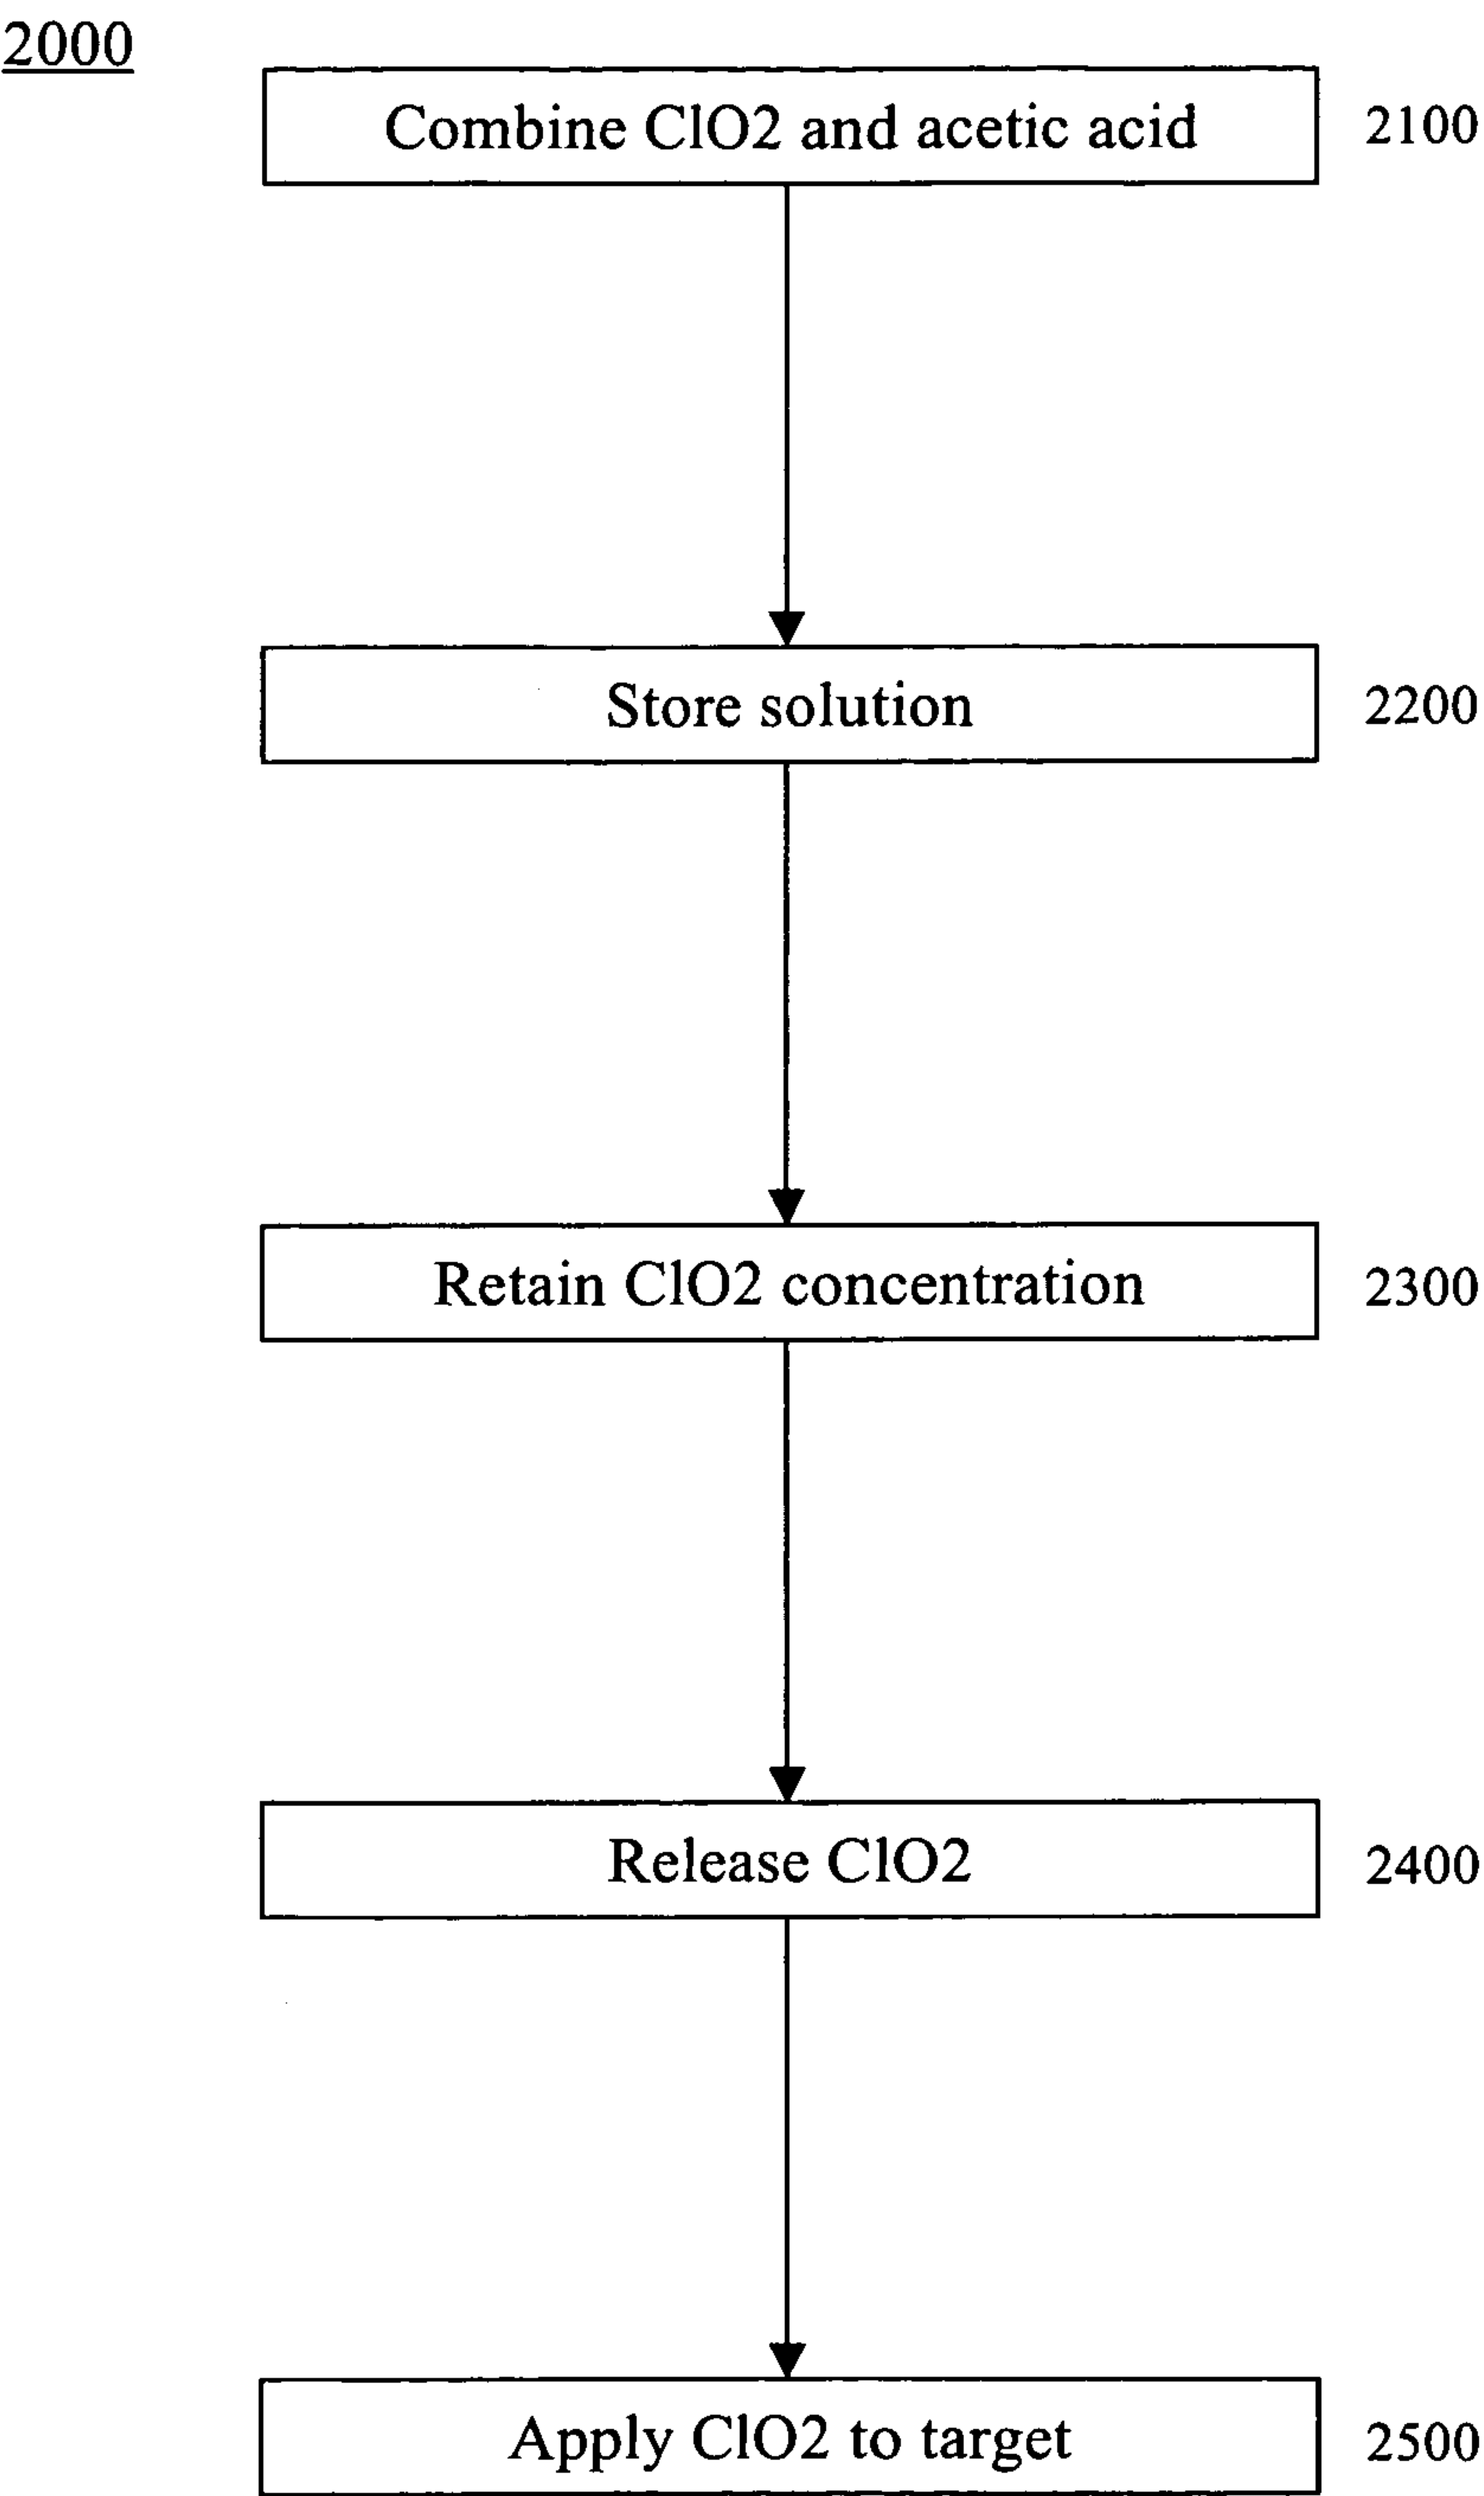 2000
Combine ClO2 and acetic acid 2100
Store solution 2200
Retain ClO2 concentration 2300
Release ClO2 2400
Apply ClO2 to target 2500